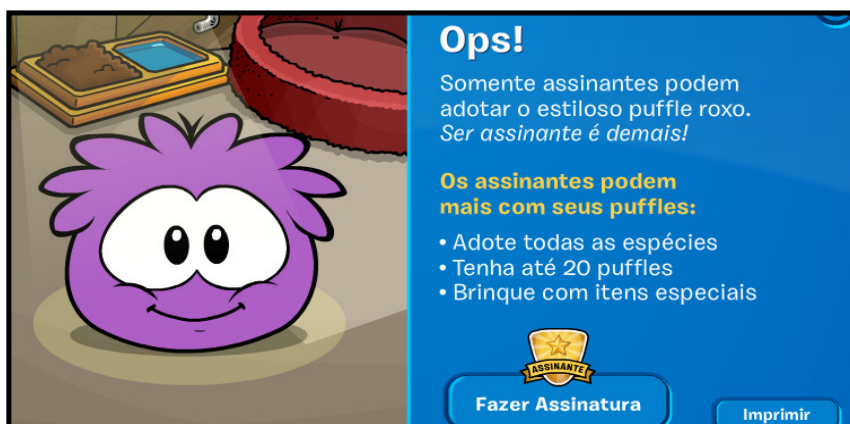 Ops!
Somente assinantes podem
adotar o estiloso puffle roxo.
Ser assinante é demais!
Os assinantes podem
mais com seus puffles:
• Adote todas as espécies
• Tenha até 20 puffles
• Brinque com itens especiais
ASSINANTE
Fazer Assinatura
Imprimir